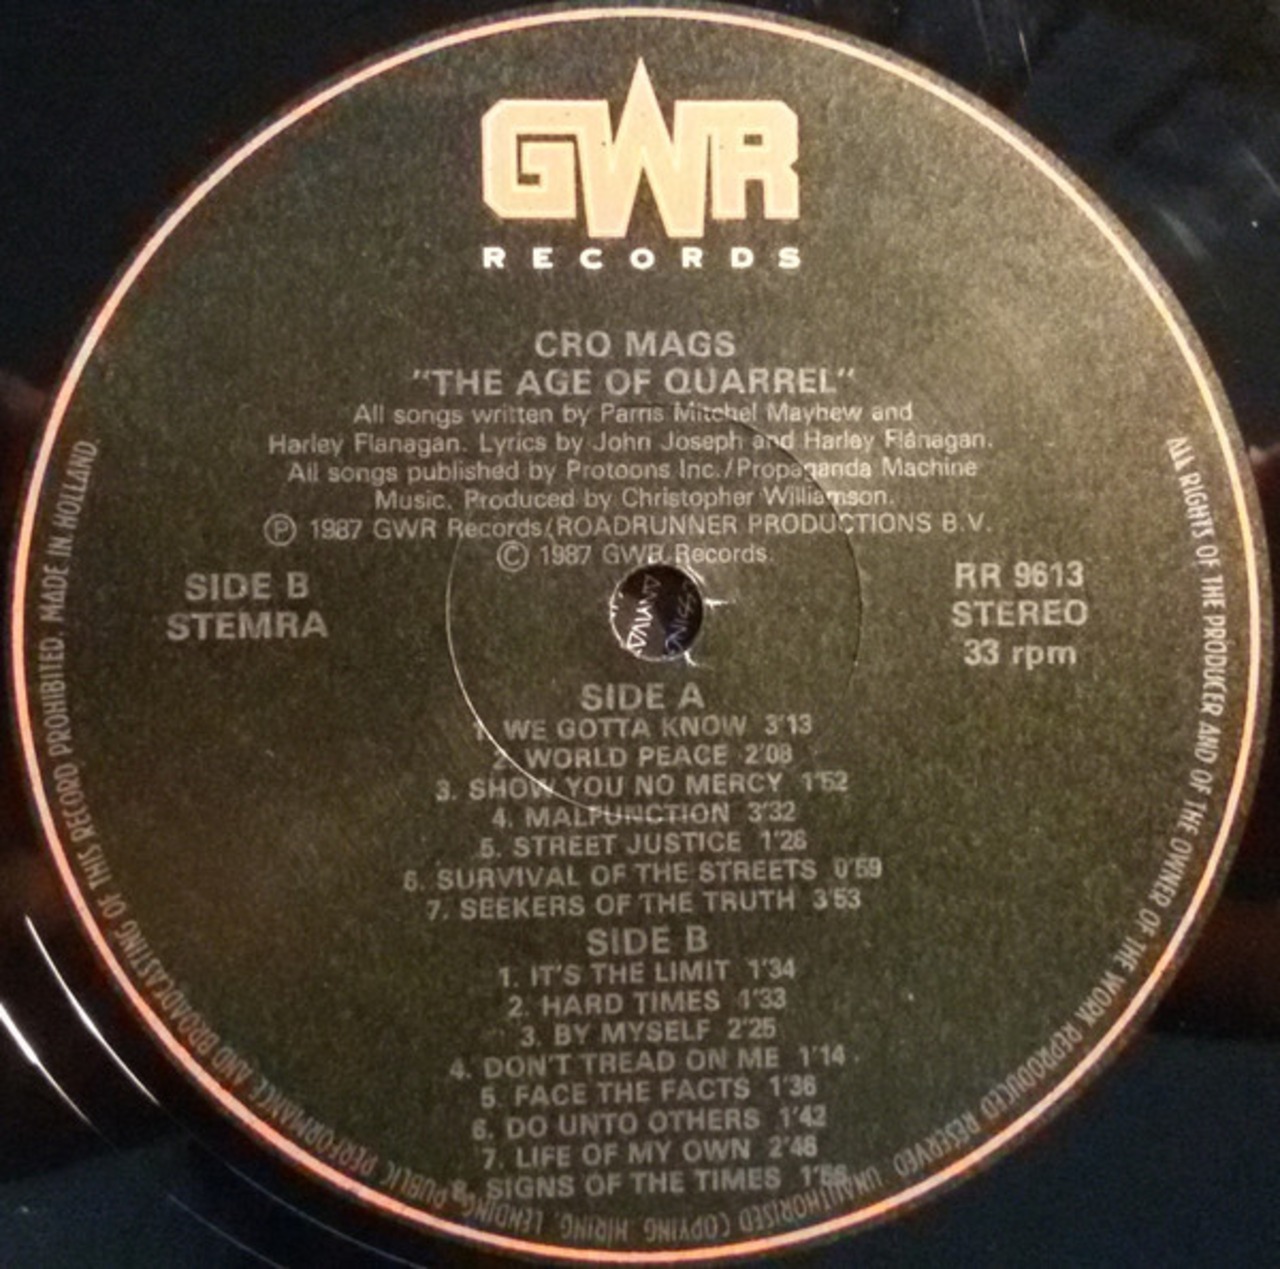 GWR
RECORDS
CRO MAGS
"THE AGE OF QUARREL"
All songs written by Parris Mitchel Mayhew and
Harley Flanagan. Lyrics by John Joseph and Harley Flanagan.
All songs published by Protoons Inc./Propaganda Machine
Music. Produced by Christopher Williamson.
Ⓟ 1987 GWR Records/ROADRUNNER PRODUCTIONS B.V.
© 1987 GWR Records.
SIDE B
STEMRA
RR 9613
STEREO
33 rpm
SIDE A
1. WE GOTTA KNOW 3'13
2. WORLD PEACE 2'08
3. SHOW YOU NO MERCY 1'52
4. MALFUNCTION 3'32
5. STREET JUSTICE 1'28
6. SURVIVAL OF THE STREETS 0'59
7. SEEKERS OF THE TRUTH 3'53
SIDE B
1. IT'S THE LIMIT 1'34
2. HARD TIMES 1'33
3. BY MYSELF 2'25
4. DON'T TREAD ON ME 1'14
5. FACE THE FACTS 1'36
6. DO UNTO OTHERS 1'42
7. LIFE OF MY OWN 2'46
8. SIGNS OF THE TIMES
ALL RIGHTS OF THE PRODUCER AND OF THE OWNER OF THE WORK REPRODUCED RESERVED. UNAUTHORISED COPYING, HIRING, LENDING, PUBLIC PERFORMANCE AND BROADCASTING OF THIS RECORD PROHIBITED. MADE IN HOLLAND.